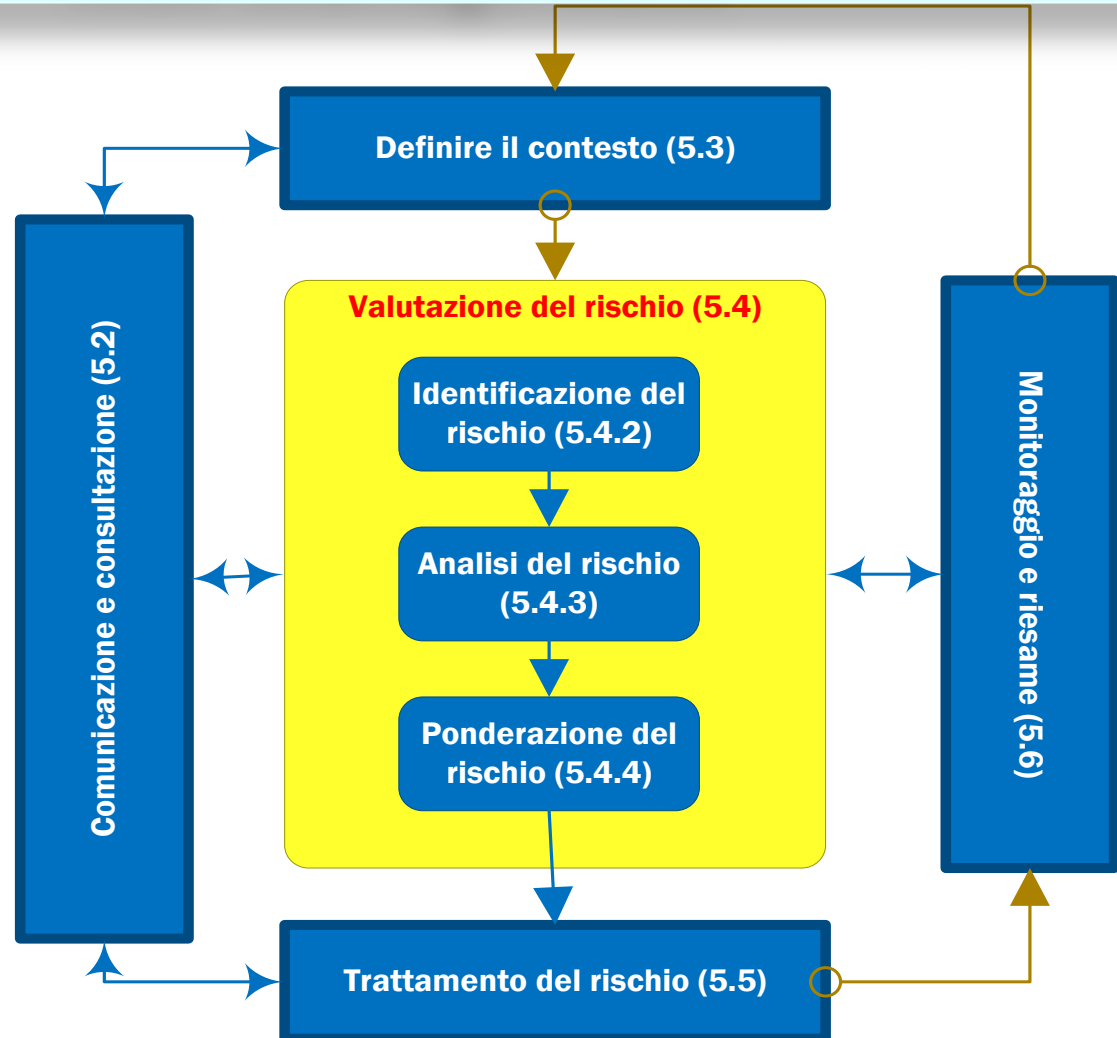 Definire il contesto (5.3)
Comunicazione e consultazione (5.2)
Valutazione del rischio (5.4)
Identificazione del
rischio (5.4.2)
Analisi del rischio
(5.4.3)
Ponderazione del
rischio (5.4.4)
Monitoraggio e riesame (5.6)
Trattamento del rischio (5.5)